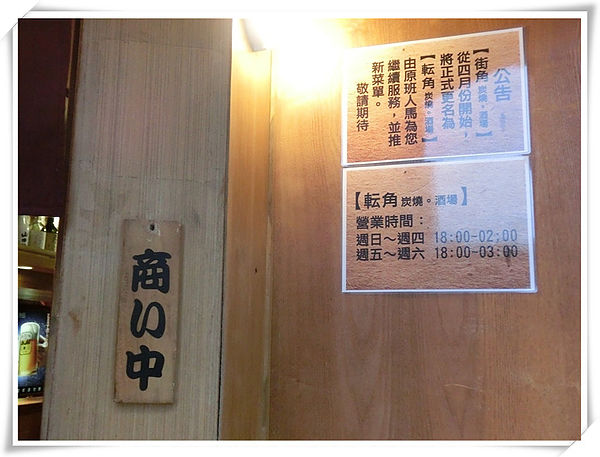 公告
【街角 炭燒。酒場】
從四月份開始，
將正式更名為
【転角 炭燒。酒場】
由原班人馬為您
繼續服務，並推
新菜單。
敬請期待
【転角 炭燒。酒場】
營業時間：
週日～週四 18:00-02:00
週五～週六 18:00-03:00
商い中